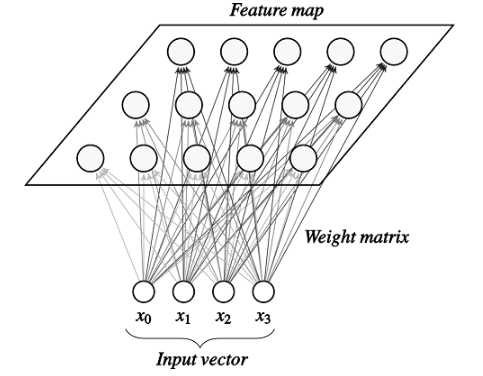 Feature map
Weight matrix
x0 x1 x2 x3
Input vector